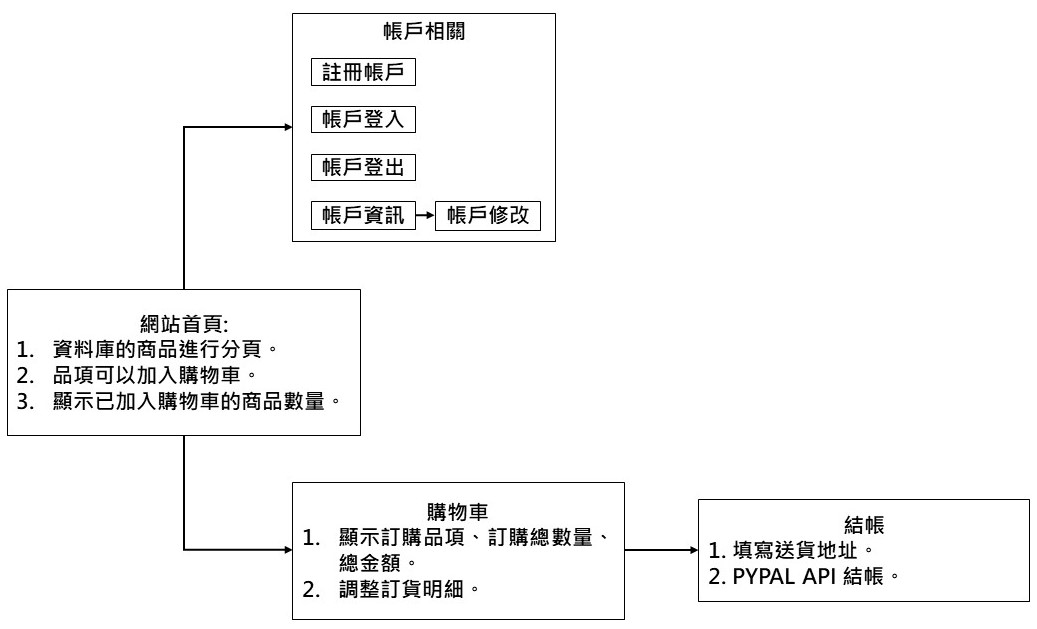 帳戶相關
註冊帳戶
帳戶登入
帳戶登出
帳戶資訊
帳戶修改
網站首頁:
1. 資料庫的商品進行分頁。
2. 品項可以加入購物車。
3. 顯示已加入購物車的商品數量。
購物車
1. 顯示訂購品項、訂購總數量、
總金額。
2. 調整訂貨明細。
結帳
1. 填寫送貨地址。
2. PYPAL API 結帳。